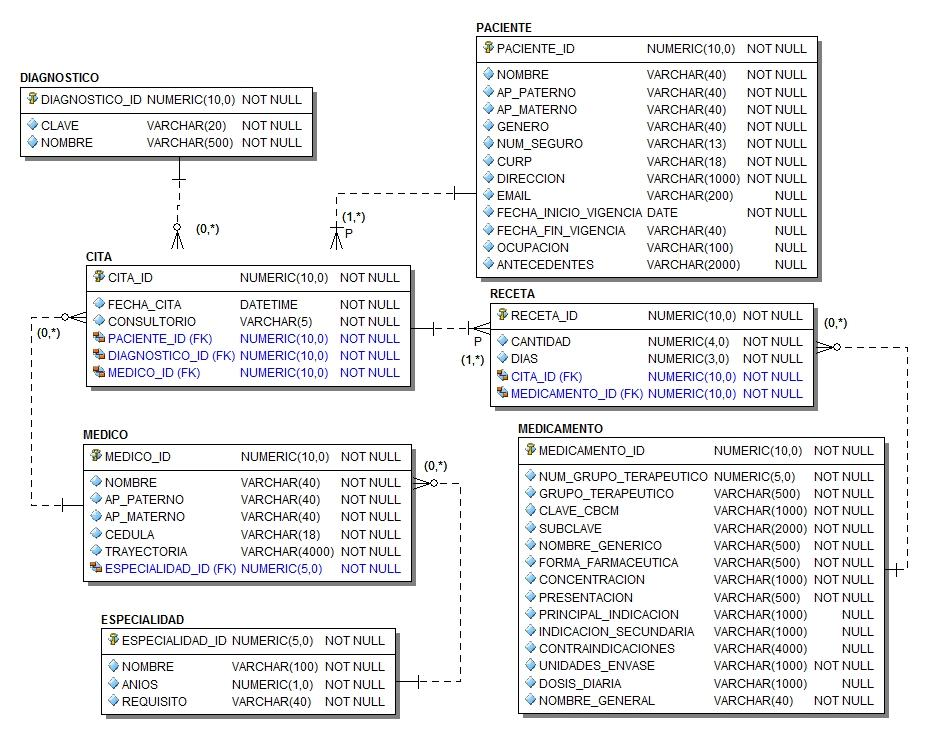 DIAGNOSTICO
DIAGNOSTICO_ID NUMERIC(10,0) NOT NULL
CLAVE VARCHAR(20) NOT NULL
NOMBRE VARCHAR(500) NOT NULL
(0,*)
PACIENTE
PACIENTE_ID NUMERIC(10,0) NOT NULL
NOMBRE VARCHAR(40) NOT NULL
AP_PATERNO VARCHAR(40) NOT NULL
AP_MATERNO VARCHAR(40) NOT NULL
GENERO VARCHAR(40) NOT NULL
NUM_SEGURO VARCHAR(13) NOT NULL
CURP VARCHAR(18) NOT NULL
DIRECCION VARCHAR(1000) NOT NULL
EMAIL VARCHAR(200) NULL
FECHA_INICIO_VIGENCIA DATE NOT NULL
FECHA_FIN_VIGENCIA VARCHAR(40) NULL
OCUPACION VARCHAR(100) NULL
ANTECEDENTES VARCHAR(2000) NULL
(1,*)
P
CITA
CITA_ID NUMERIC(10,0) NOT NULL
FECHA_CITA DATETIME NOT NULL
CONSULTORIO VARCHAR(5) NOT NULL
PACIENTE_ID (FK) NUMERIC(10,0) NOT NULL
DIAGNOSTICO_ID (FK) NUMERIC(10,0) NOT NULL
MEDICO_ID (FK) NUMERIC(10,0) NOT NULL
(0,*)
P
(1,*)
RECETA
RECETA_ID NUMERIC(10,0) NOT NULL
CANTIDAD NUMERIC(4,0) NOT NULL
DIAS NUMERIC(3,0) NOT NULL
CITA_ID (FK) NUMERIC(10,0) NOT NULL
MEDICAMENTO_ID (FK) NUMERIC(10,0) NOT NULL
(0,*)
MEDICO
MEDICO_ID NUMERIC(10,0) NOT NULL
NOMBRE VARCHAR(40) NOT NULL
AP_PATERNO VARCHAR(40) NOT NULL
AP_MATERNO VARCHAR(40) NOT NULL
CEDULA VARCHAR(18) NOT NULL
TRAYECTORIA VARCHAR(4000) NOT NULL
ESPECIALIDAD_ID (FK) NUMERIC(5,0) NOT NULL
(0,*)
MEDICAMENTO
MEDICAMENTO_ID NUMERIC(10,0) NOT NULL
NUM_GRUPO_TERAPEUTICO NUMERIC(5,0) NOT NULL
GRUPO_TERAPEUTICO VARCHAR(500) NOT NULL
CLAVE_CBCM VARCHAR(1000) NOT NULL
SUBCLAVE VARCHAR(2000) NOT NULL
NOMBRE_GENERICO VARCHAR(500) NOT NULL
FORMA_FARMACEUTICA VARCHAR(500) NOT NULL
CONCENTRACION VARCHAR(1000) NOT NULL
PRESENTACION VARCHAR(500) NOT NULL
PRINCIPAL_INDICACION VARCHAR(1000) NULL
INDICACION_SECUNDARIA VARCHAR(1000) NULL
CONTRAINDICACIONES VARCHAR(4000) NULL
UNIDADES_ENVASE VARCHAR(1000) NOT NULL
DOSIS_DIARIA VARCHAR(1000) NULL
NOMBRE_GENERAL VARCHAR(40) NOT NULL
ESPECIALIDAD
ESPECIALIDAD_ID NUMERIC(5,0) NOT NULL
NOMBRE VARCHAR(100) NOT NULL
ANIOS NUMERIC(1,0) NOT NULL
REQUISITO VARCHAR(40) NOT NULL